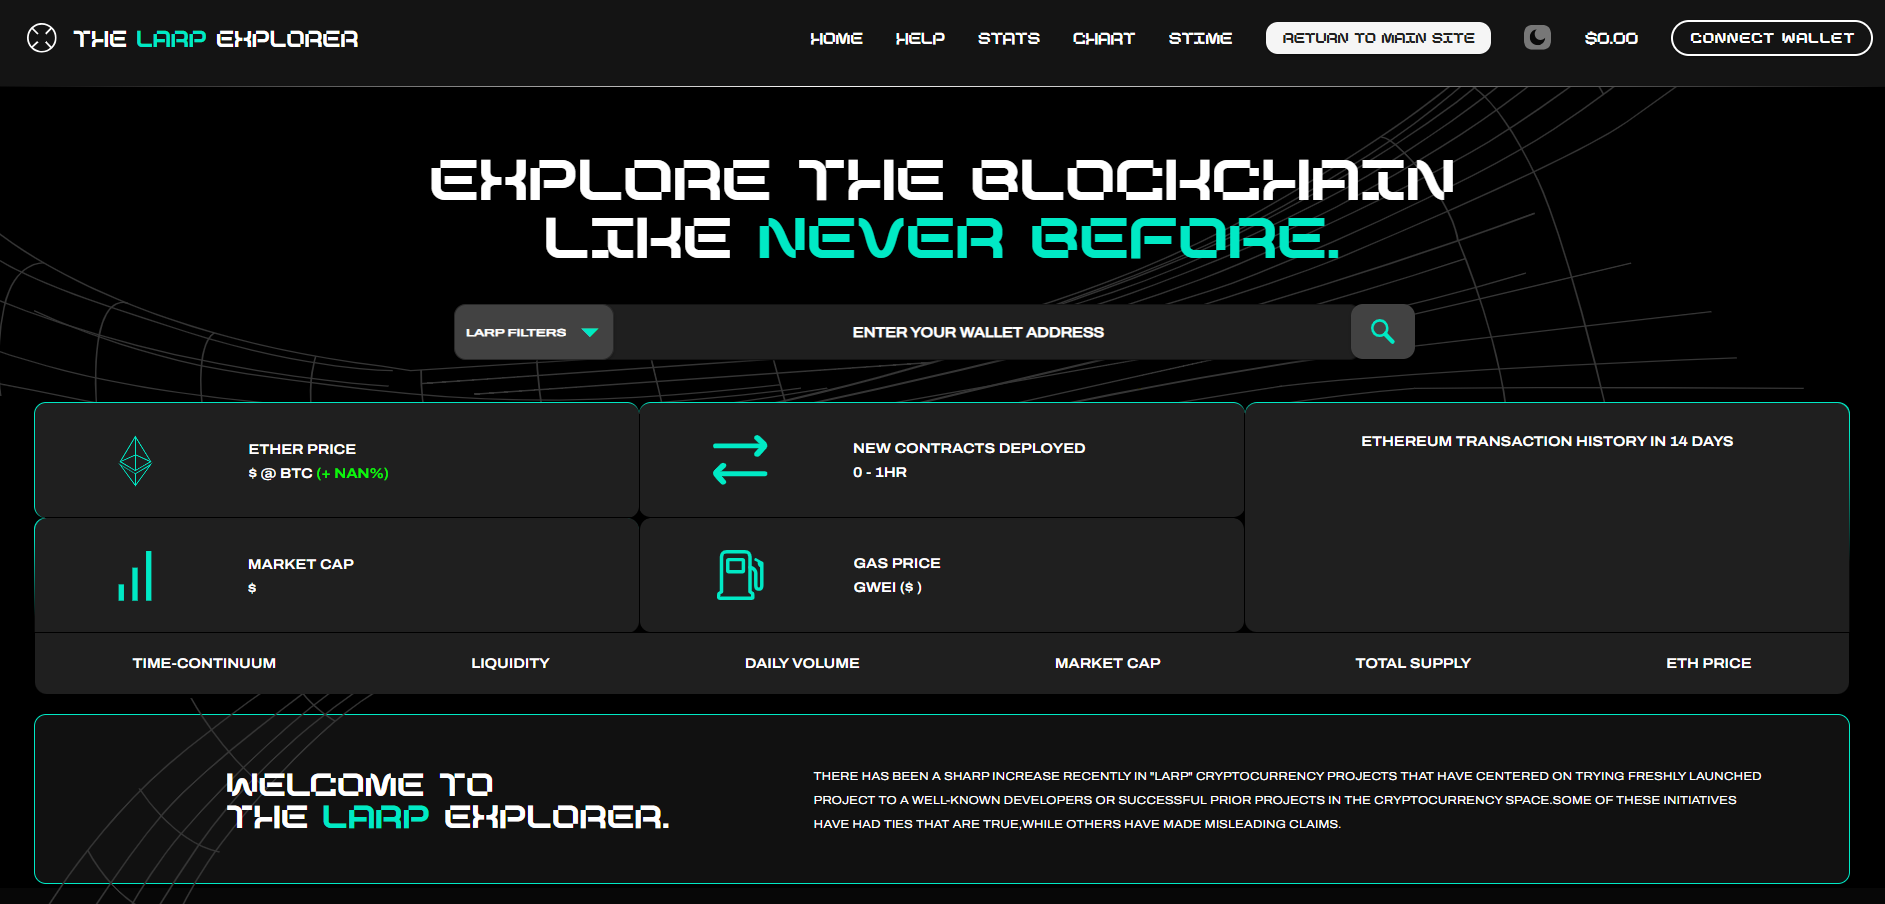 THE LARP EXPLORER
HOME HELP STATS CHART STIME RETURN TO MAIN SITE $0.00 CONNECT WALLET
EXPLORE THE BLOCKCHAIN
LIKE NEVER BEFORE.
LARP FILTERS ENTER YOUR WALLET ADDRESS
ETHER PRICE
$ @ BTC (+ NAN%)
NEW CONTRACTS DEPLOYED
0 - 1HR
ETHEREUM TRANSACTION HISTORY IN 14 DAYS
MARKET CAP
$
GAS PRICE
GWEI ($ )
TIME-CONTINUUM LIQUIDITY DAILY VOLUME MARKET CAP TOTAL SUPPLY ETH PRICE
WELCOME TO
THE LARP EXPLORER.
THERE HAS BEEN A SHARP INCREASE RECENTLY IN "LARP" CRYPTOCURRENCY PROJECTS THAT HAVE CENTERED ON TRYING FRESHLY LAUNCHED
PROJECT TO A WELL-KNOWN DEVELOPERS OR SUCCESSFUL PRIOR PROJECTS IN THE CRYPTOCURRENCY SPACE.SOME OF THESE INITIATIVES
HAVE HAD TIES THAT ARE TRUE,WHILE OTHERS HAVE MADE MISLEADING CLAIMS.